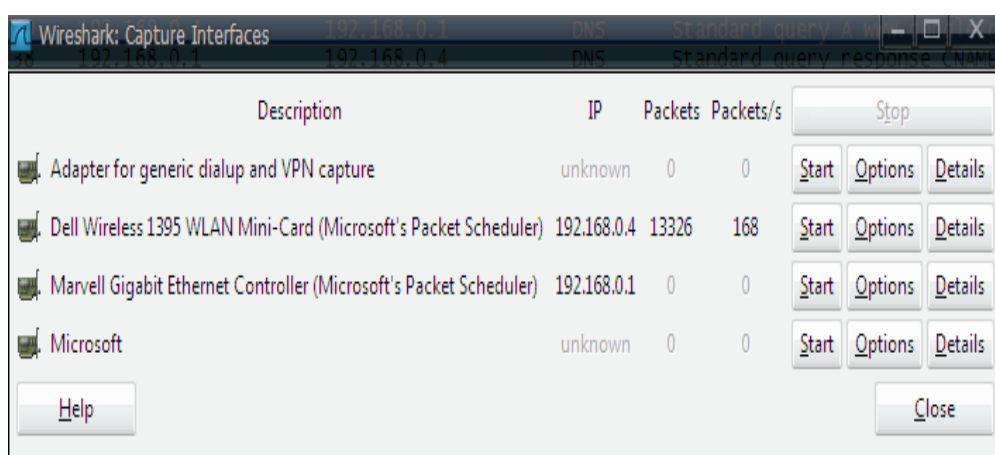 Wireshark: Capture Interfaces
192.168.0.1 DNS Standard query A
38 192.168.0.1 192.168.0.4 DNS Standard query response CNAME
Description IP Packets Packets/s Stop
Adapter for generic dialup and VPN capture unknown 0 0 Start Options Details
Dell Wireless 1395 WLAN Mini-Card (Microsoft's Packet Scheduler) 192.168.0.4 13326 168 Start Options Details
Marvell Gigabit Ethernet Controller (Microsoft's Packet Scheduler) 192.168.0.1 0 0 Start Options Details
Microsoft unknown 0 0 Start Options Details
Help Close